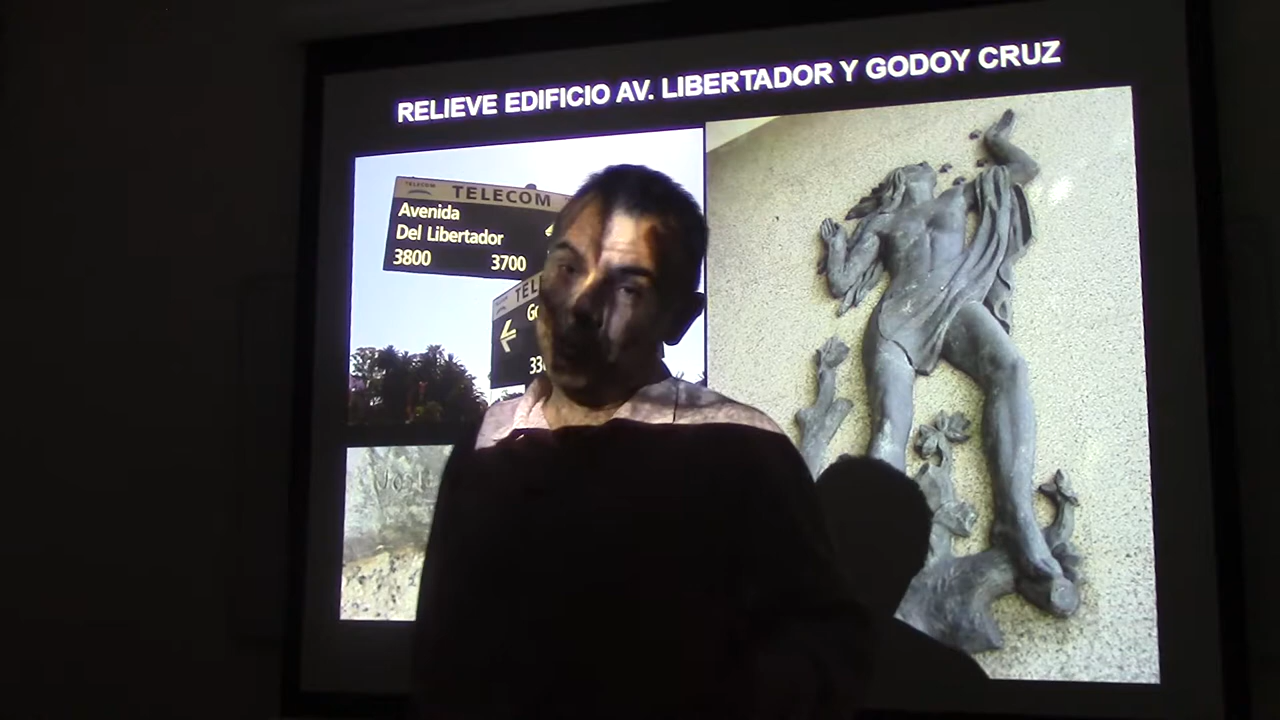 RELIEVE EDIFICIO AV. LIBERTADOR Y GODOY CRUZ
TELECOM
TELECOM
Avenida
Del Libertador
3800 3700